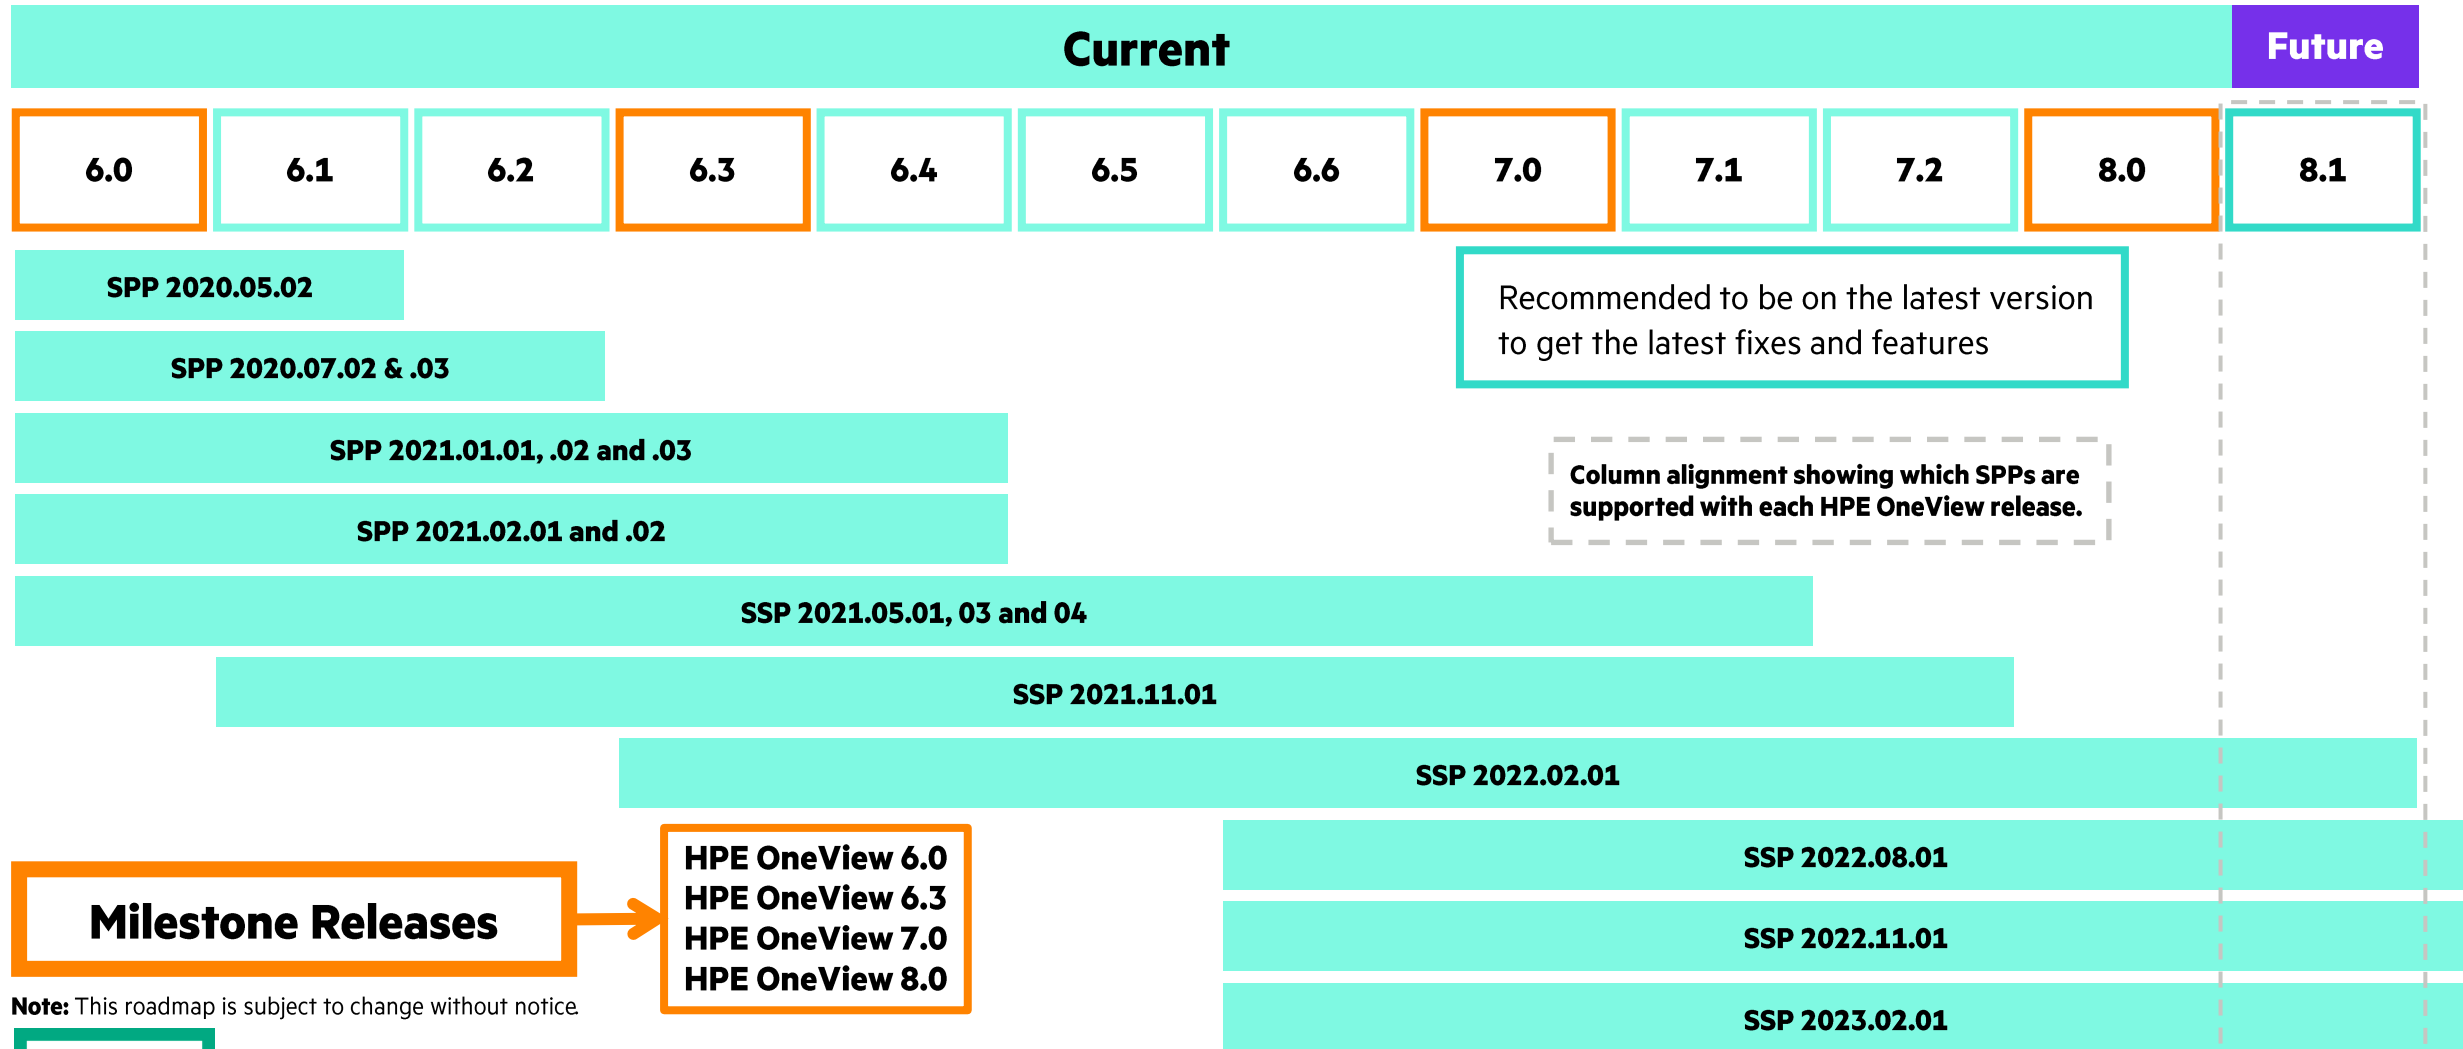 Current
Future
6.0
6.1
6.2
6.3
6.4
6.5
6.6
7.0
7.1
7.2
8.0
8.1
SPP 2020.05.02
Recommended to be on the latest version
to get the latest fixes and features
SPP 2020.07.02 & .03
SPP 2021.01.01, .02 and .03
Column alignment showing which SPPs are
supported with each HPE OneView release.
SPP 2021.02.01 and .02
SSP 2021.05.01, 03 and 04
SSP 2021.11.01
SSP 2022.02.01
SSP 2022.08.01
SSP 2022.11.01
SSP 2023.02.01
Milestone Releases
HPE OneView 6.0
HPE OneView 6.3
HPE OneView 7.0
HPE OneView 8.0
Note: This roadmap is subject to change without notice.